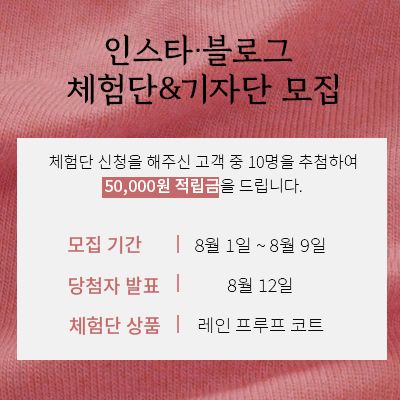 인스타·블로그
체험단&기자단 모집
체험단 신청을 해주신 고객 중 10명을 추첨하여
50,000원 적립금을 드립니다.
모집 기간 | 8월 1일 ~ 8월 9일
당첨자 발표 | 8월 12일
체험단 상품 | 레인 프루프 코트